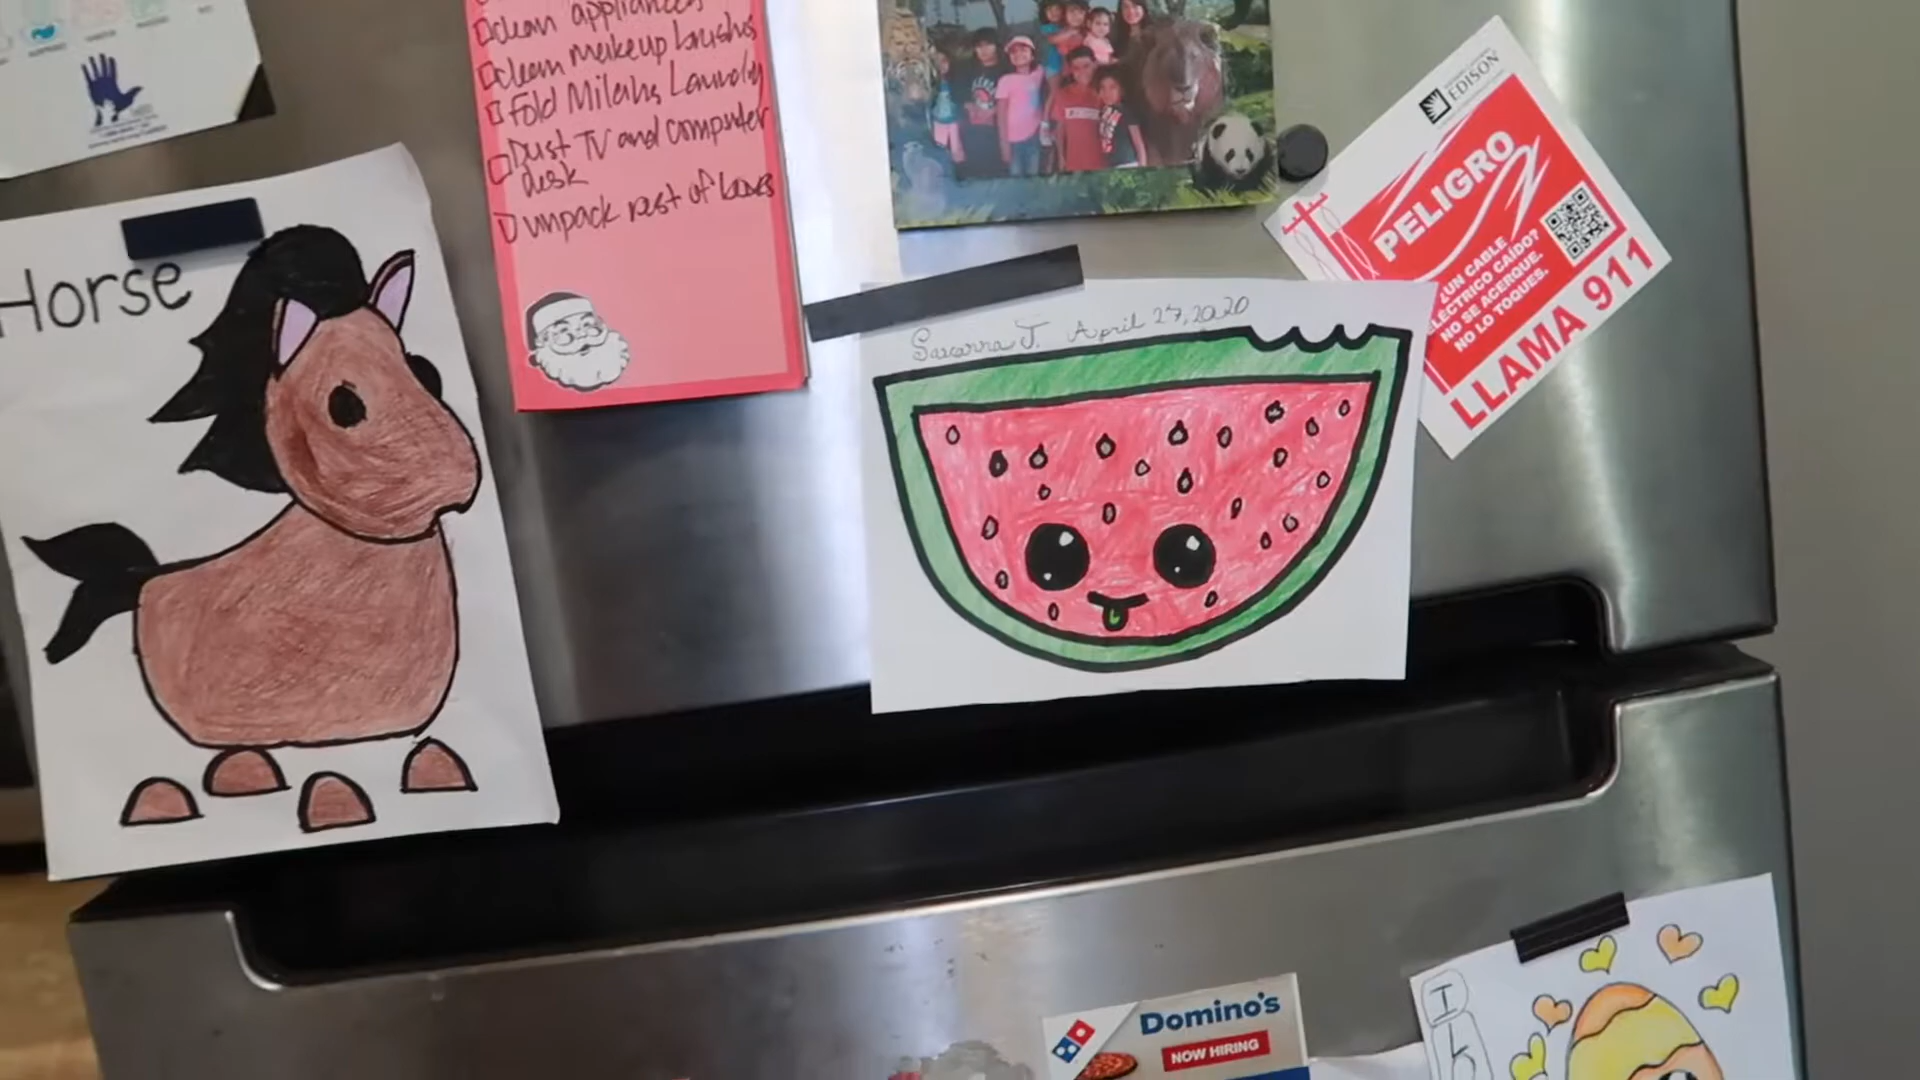 clean appliances
clean makeup brushes
Fold Milahs Laundry
Dust TV and computer
desk
unpack rest of boxes
Horse
EDISON
PELIGRO
¿UN CABLE
ELÉCTRICO CAÍDO?
NO SE ACERQUE.
NO LO TOQUES.
LLAMA 911
J. April 27, 2020
Domino's
NOW HIRING
I